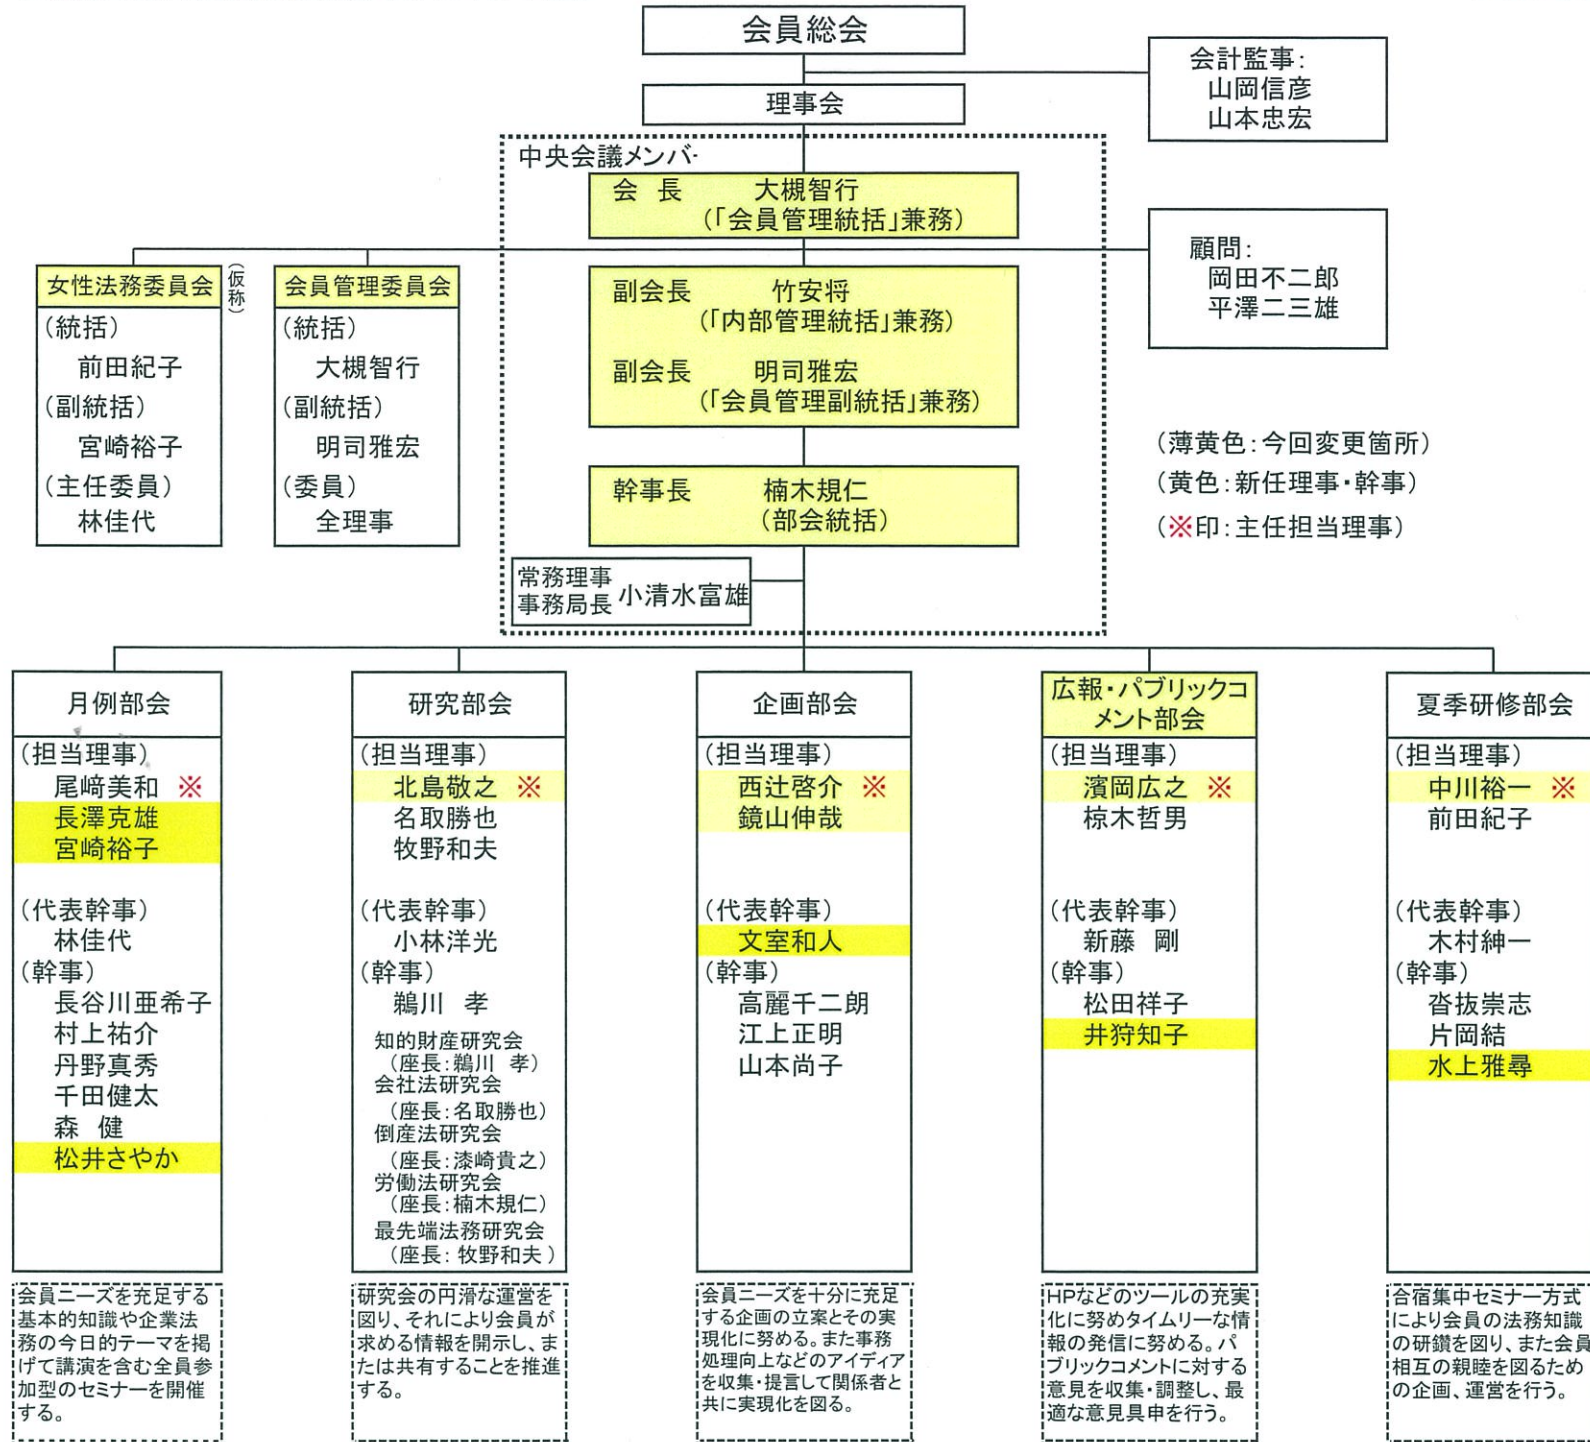 会員総会
会計監事：
山岡信彦
山本忠宏
理事会
中央会議メンバ
会　長　大槻智行
（「会員管理統括」兼務）
顧問：
岡田不二郎
平澤二三雄
女性法務委員会
（仮称）
（統括）
前田紀子
（副統括）
宮崎裕子
（主任委員）
林佳代
会員管理委員会
（統括）
大槻智行
（副統括）
明司雅宏
（委員）
全理事
副会長　竹安将
（「内部管理統括」兼務）
副会長　明司雅宏
（「会員管理副統括」兼務）
幹事長　楠木規仁
（部会統括）
（薄黄色：今回変更箇所）
（黄色：新任理事・幹事）
（※印：主任担当理事）
常務理事
事務局長 小清水富雄
月例部会
（担当理事）
尾﨑美和 ※
長澤克雄
宮崎裕子
（代表幹事）
林佳代
（幹事）
長谷川亜希子
村上祐介
丹野真秀
千田健太
森　健
松井さやか
会員ニーズを充足する
基本的知識や企業法
務の今日的テーマを掲
げて講演を含む全員参
加型のセミナーを開催
する。
研究部会
（担当理事）
北島敬之 ※
名取勝也
牧野和夫
（代表幹事）
小林洋光
（幹事）
鵜川　孝
知的財産研究会
（座長：鵜川　孝）
会社法研究会
（座長：名取勝也）
倒産法研究会
（座長：漆崎貴之）
労働法研究会
（座長：楠木規仁）
最先端法務研究会
（座長：牧野和夫 ）
研究会の円滑な運営を
図り、それにより会員が
求める情報を開示し、ま
たは共有することを推進
する。
企画部会
（担当理事）
西辻啓介 ※
鏡山伸哉
（代表幹事）
文室和人
（幹事）
高麗千二朗
江上正明
山本尚子
会員ニーズを十分に充足
する企画の立案とその実
現化に努める。また事務
処理向上などのアイディア
を収集・提言して関係者と
共に実現化を図る。
広報・パブリックコ
メント部会
（担当理事）
濱岡広之 ※
椋木哲男
（代表幹事）
新藤　剛
（幹事）
松田祥子
井狩知子
HPなどのツールの充実
化に努めタイムリーな情
報の発信に努める。パ
ブリックコメントに対する
意見を収集・調整し、最
適な意見具申を行う。
夏季研修部会
（担当理事）
中川裕一 ※
前田紀子
（代表幹事）
木村紳一
（幹事）
沓抜崇志
片岡結
水上雅尋
合宿集中セミナー方式
により会員の法務知識
の研鑽を図り、また会員
相互の親睦を図るため
の企画、運営を行う。